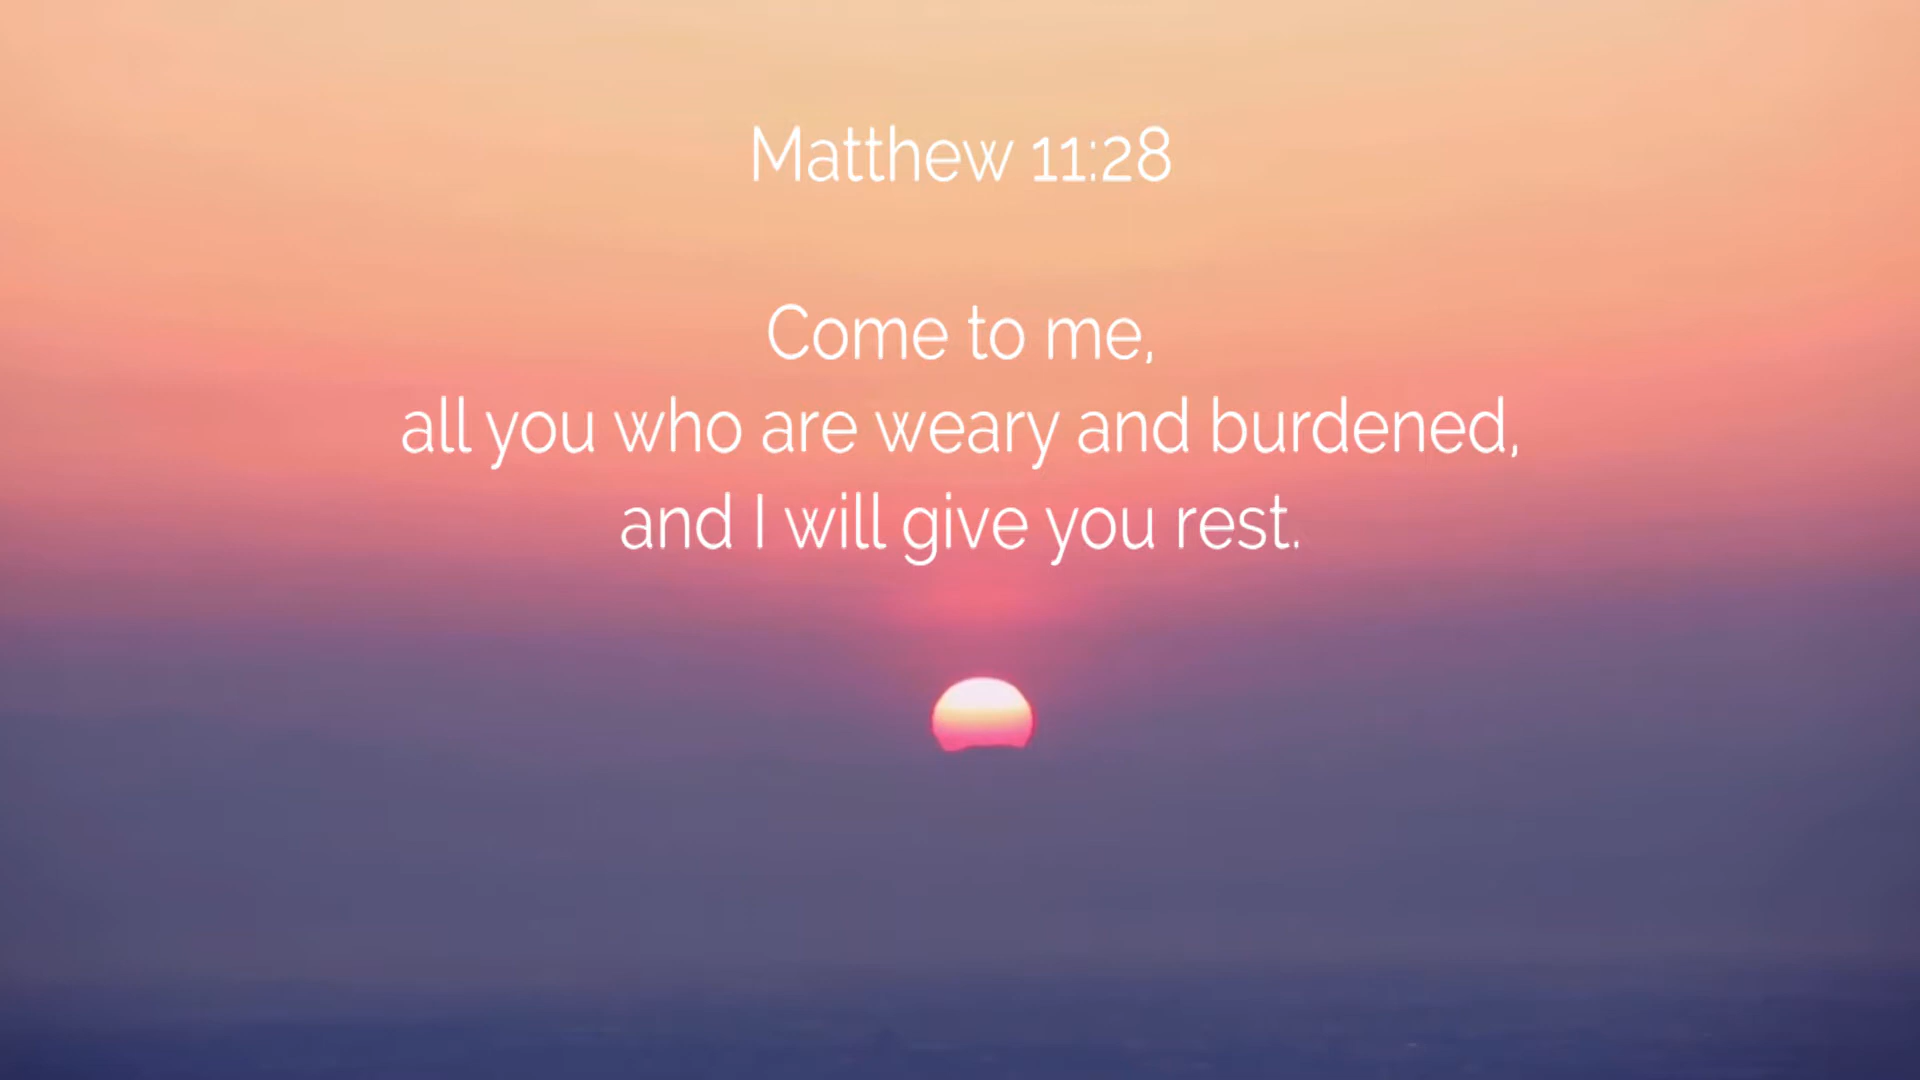 Matthew 11:28
Come to me,
all you who are weary and burdened,
and I will give you rest.